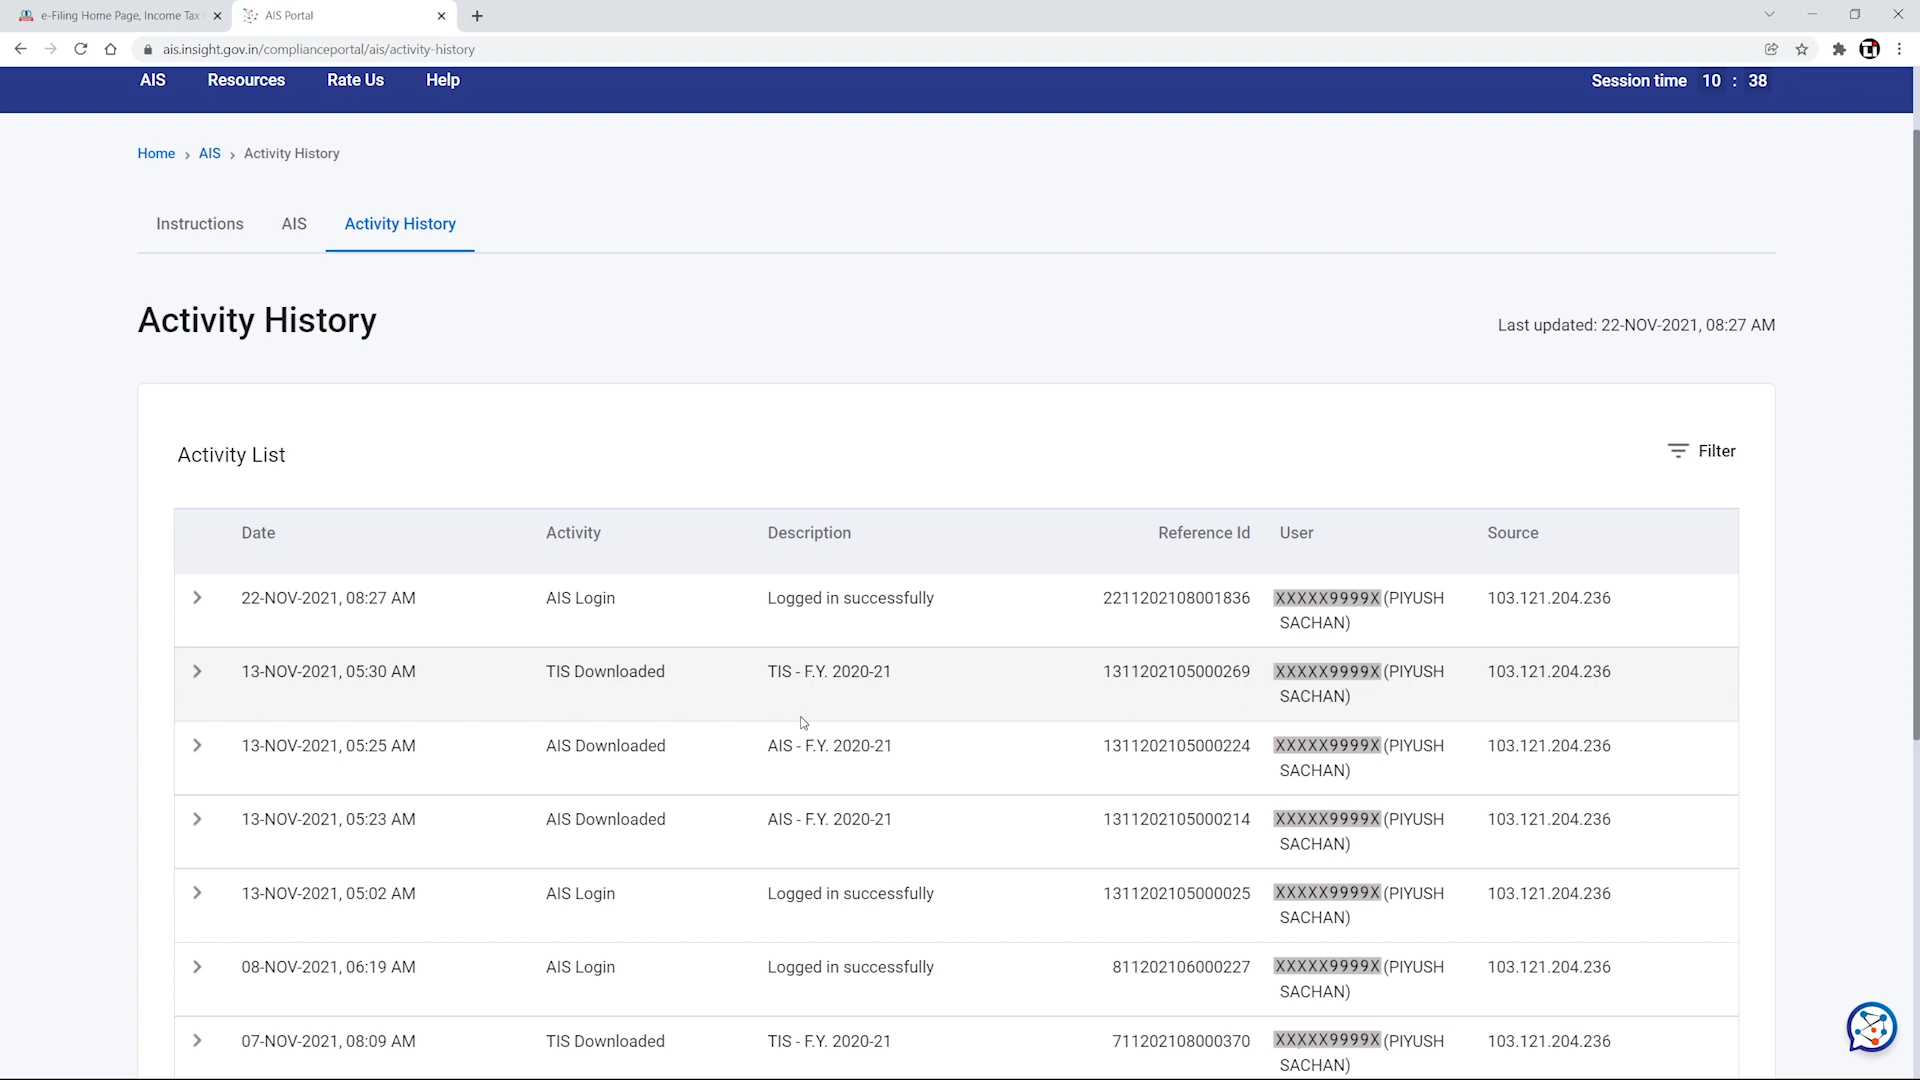 e-Filing Home Page, Income Tax
AIS Portal
ais.insight.gov.in/complianceportal/ais/activity-history
AIS Resources Rate Us Help Session time 10 : 38
Home › AIS › Activity History
Instructions AIS Activity History
Activity History
Last updated: 22-NOV-2021, 08:27 AM
Activity List
Filter
Date Activity Description Reference Id User Source
22-NOV-2021, 08:27 AM AIS Login Logged in successfully 2211202108001836 XXXXX9999X (PIYUSH 103.121.204.236
SACHAN)
13-NOV-2021, 05:30 AM TIS Downloaded TIS - F.Y. 2020-21 1311202105000269 XXXXX9999X (PIYUSH 103.121.204.236
SACHAN)
13-NOV-2021, 05:25 AM AIS Downloaded AIS - F.Y. 2020-21 1311202105000224 XXXXX9999X (PIYUSH 103.121.204.236
SACHAN)
13-NOV-2021, 05:23 AM AIS Downloaded AIS - F.Y. 2020-21 1311202105000214 XXXXX9999X (PIYUSH 103.121.204.236
SACHAN)
13-NOV-2021, 05:02 AM AIS Login Logged in successfully 1311202105000025 XXXXX9999X (PIYUSH 103.121.204.236
SACHAN)
08-NOV-2021, 06:19 AM AIS Login Logged in successfully 811202106000227 XXXXX9999X (PIYUSH 103.121.204.236
SACHAN)
07-NOV-2021, 08:09 AM TIS Downloaded TIS - F.Y. 2020-21 711202108000370 XXXXX9999X (PIYUSH 103.121.204.236
SACHAN)